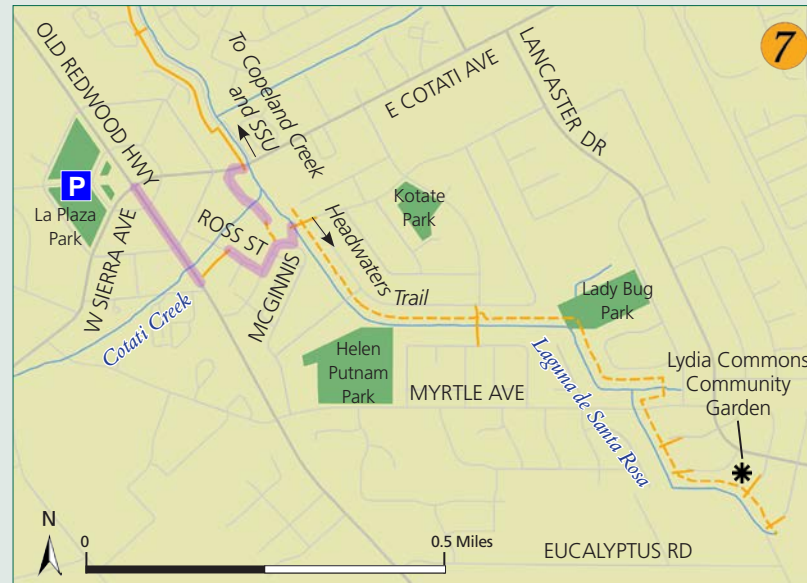 7
OLD REDWOOD HWY
To Copeland Creek
and SSU
E COTATI AVE
LANCASTER DR
P
La Plaza
Park
W SIERRA AVE
ROSS ST
MCGINNIS
Kotate
Park
Headwaters
Trail
Cotati Creek
Helen
Putnam
Park
MYRTLE AVE
Lady Bug
Park
Laguna de Santa Rosa
Lydia Commons
Community
Garden
N
0
0.5 Miles
EUCALYPTUS RD